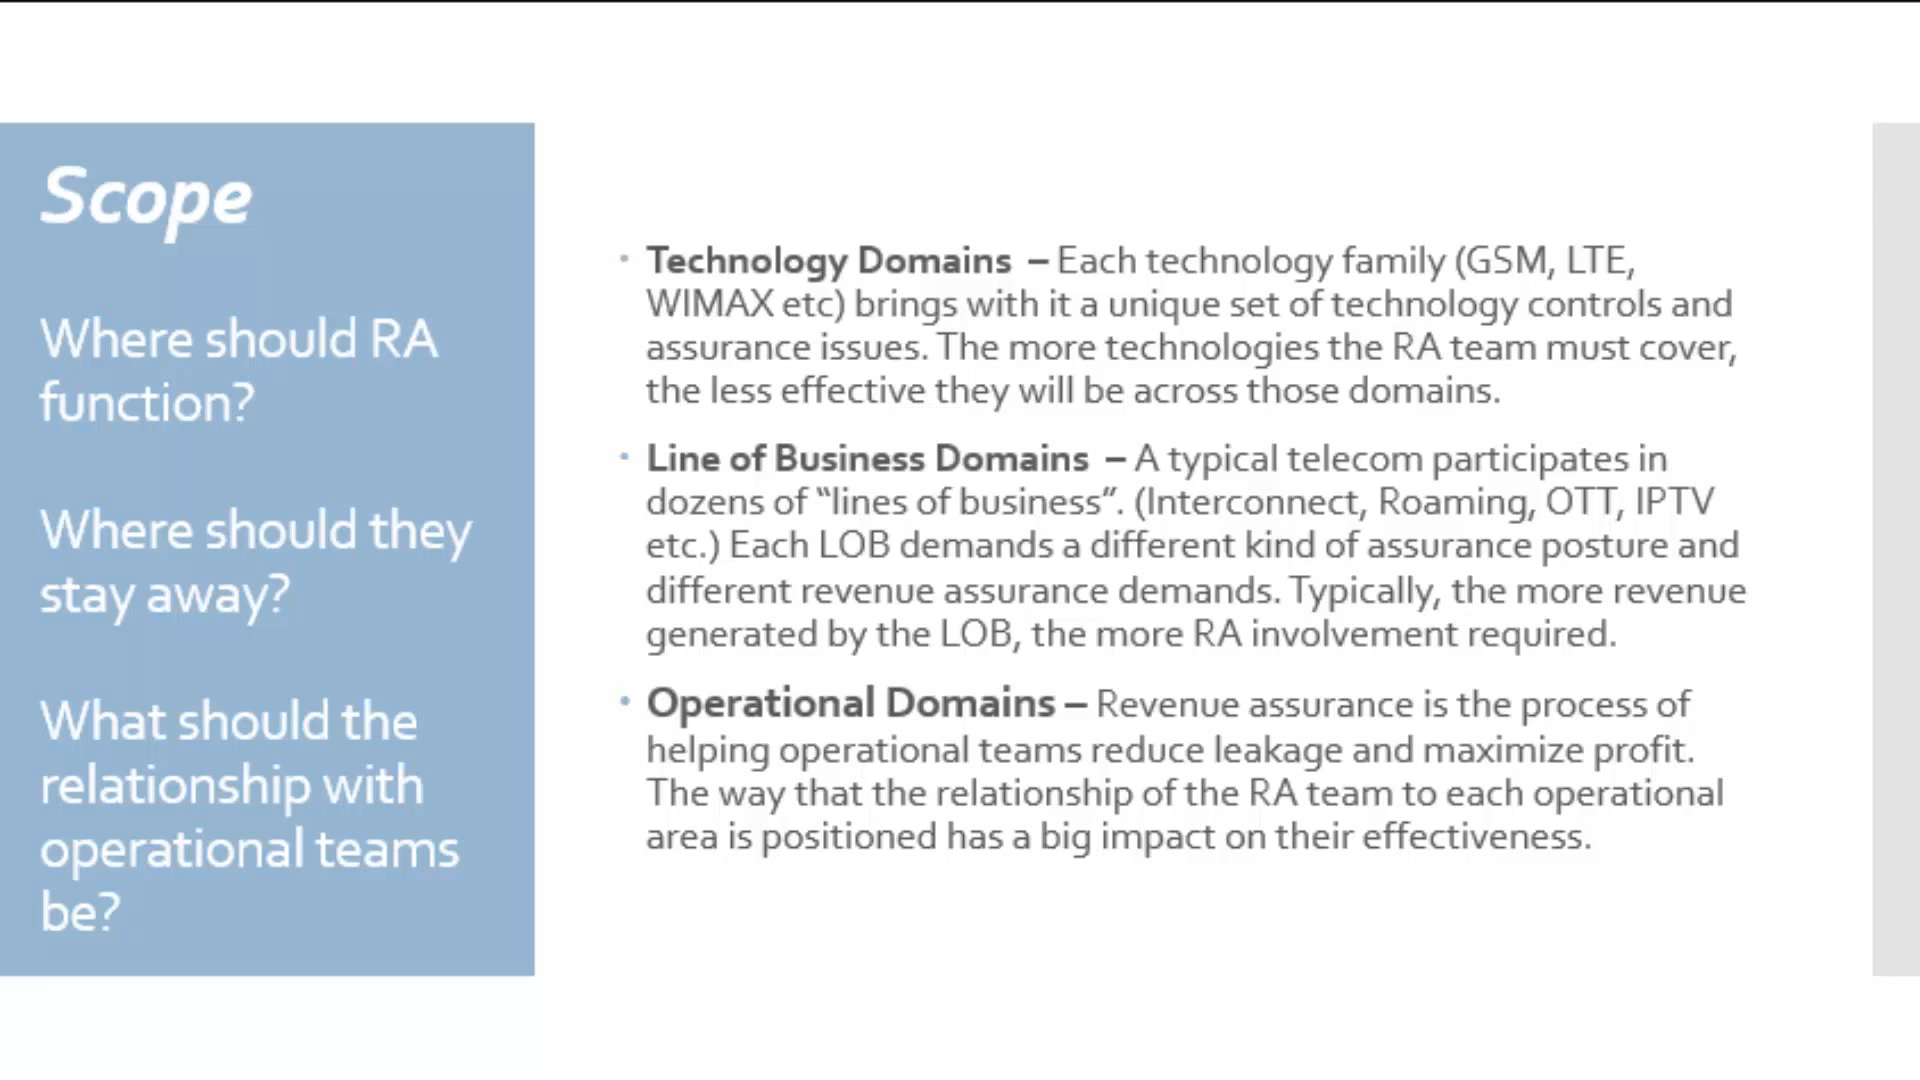 Scope
Where should RA
function?
Where should they
stay away?
What should the
relationship with
operational teams
be?
• Technology Domains – Each technology family (GSM, LTE,
WIMAX etc) brings with it a unique set of technology controls and
assurance issues. The more technologies the RA team must cover,
the less effective they will be across those domains.
• Line of Business Domains – A typical telecom participates in
dozens of “lines of business”. (Interconnect, Roaming, OTT, IPTV
etc.) Each LOB demands a different kind of assurance posture and
different revenue assurance demands. Typically, the more revenue
generated by the LOB, the more RA involvement required.
• Operational Domains – Revenue assurance is the process of
helping operational teams reduce leakage and maximize profit.
The way that the relationship of the RA team to each operational
area is positioned has a big impact on their effectiveness.